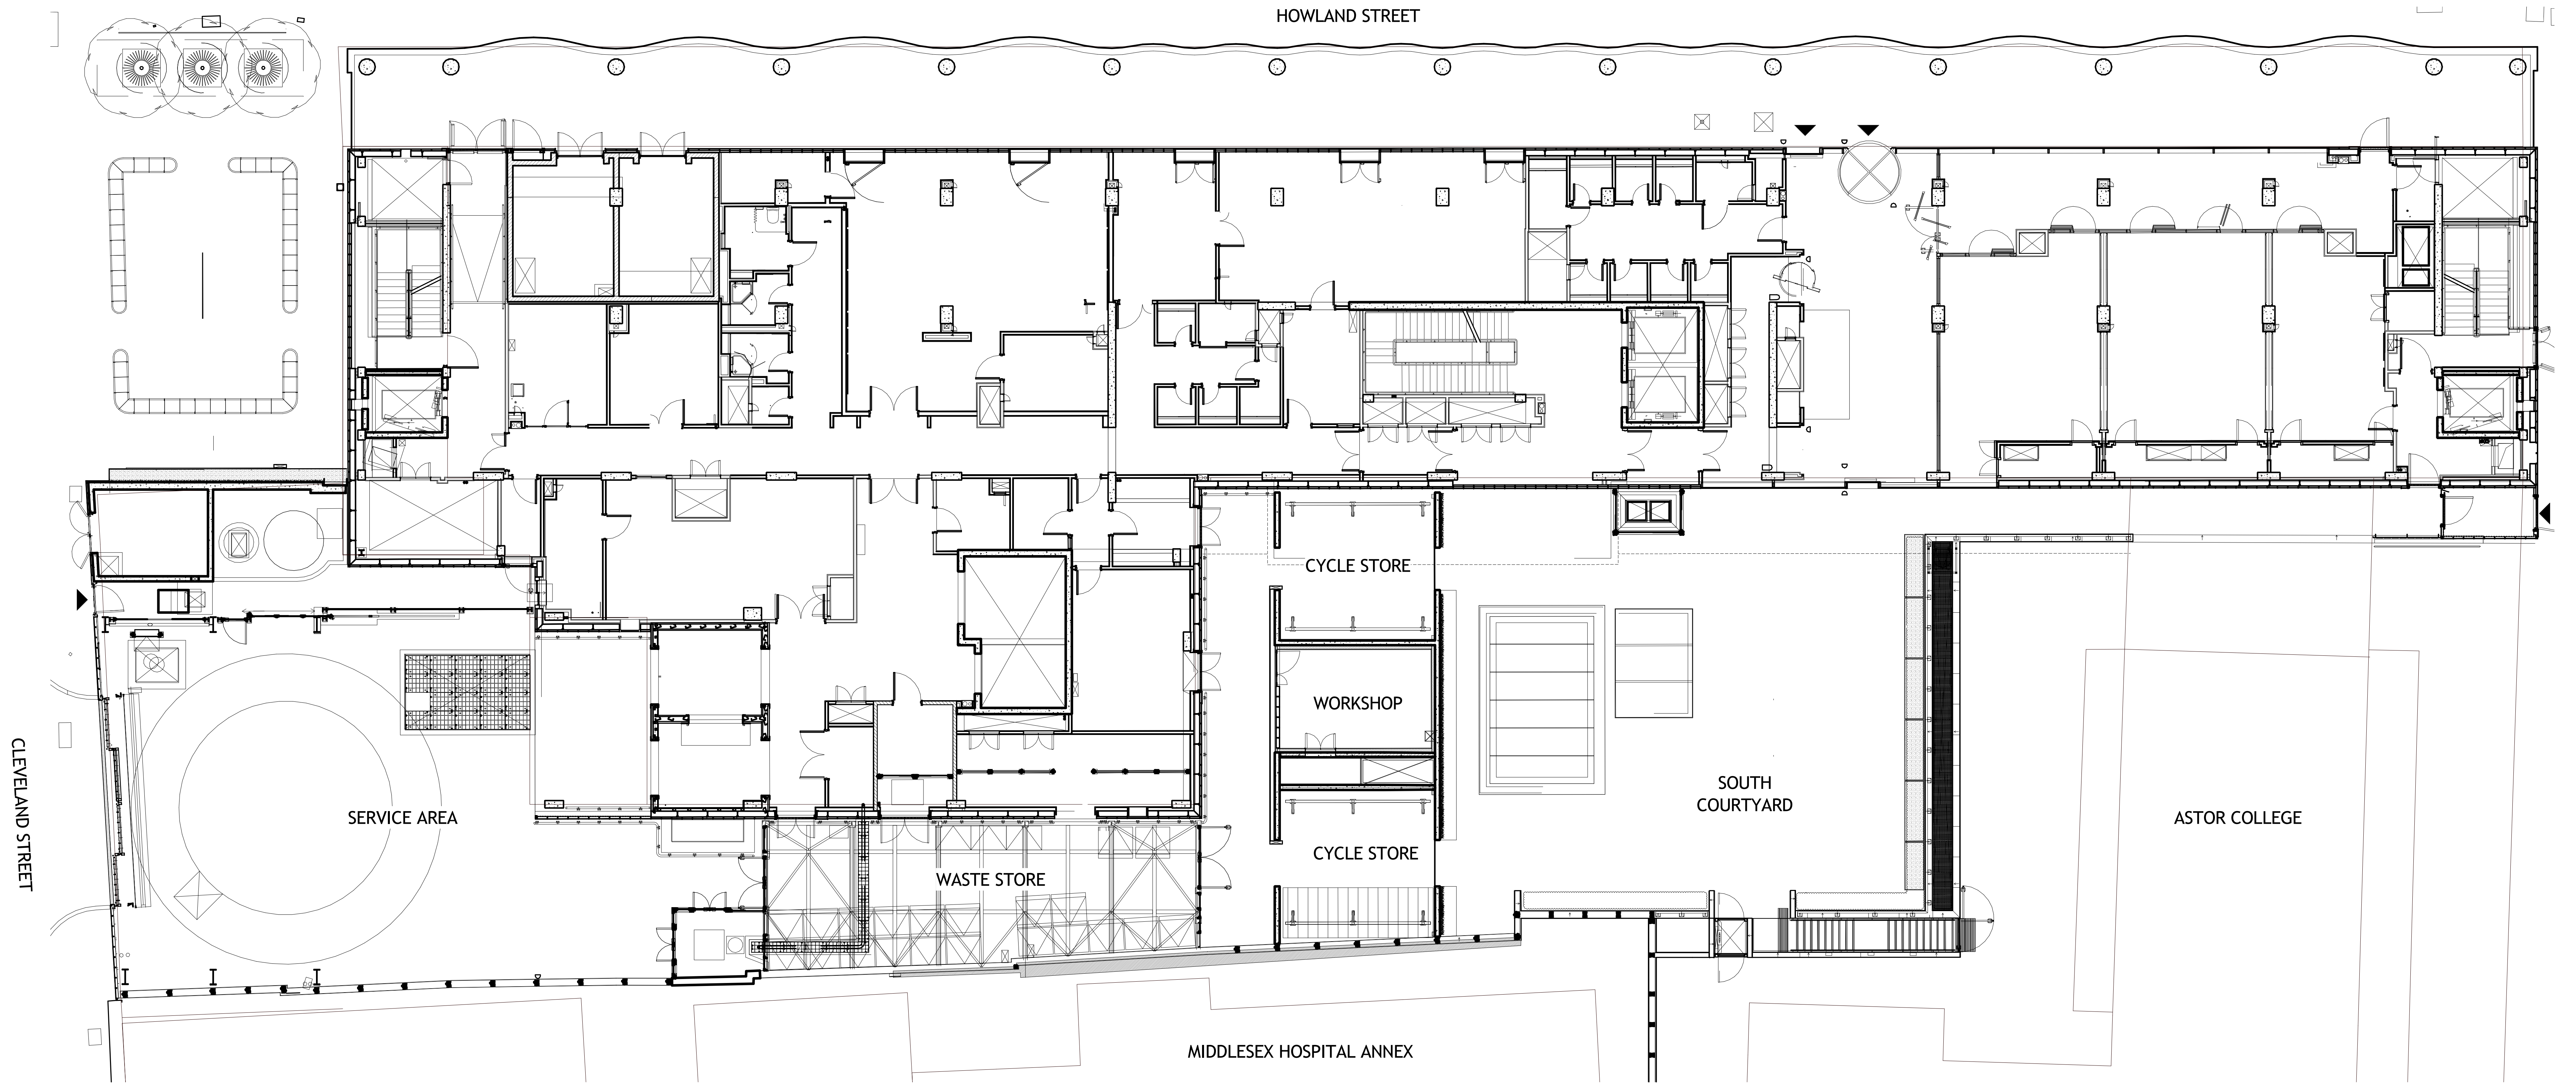 HOWLAND STREET
CYCLE STORE
WORKSHOP
SOUTH
COURTYARD
CLEVELAND STREET
SERVICE AREA
ASTOR COLLEGE
CYCLE STORE
WASTE STORE
MIDDLESEX HOSPITAL ANNEX